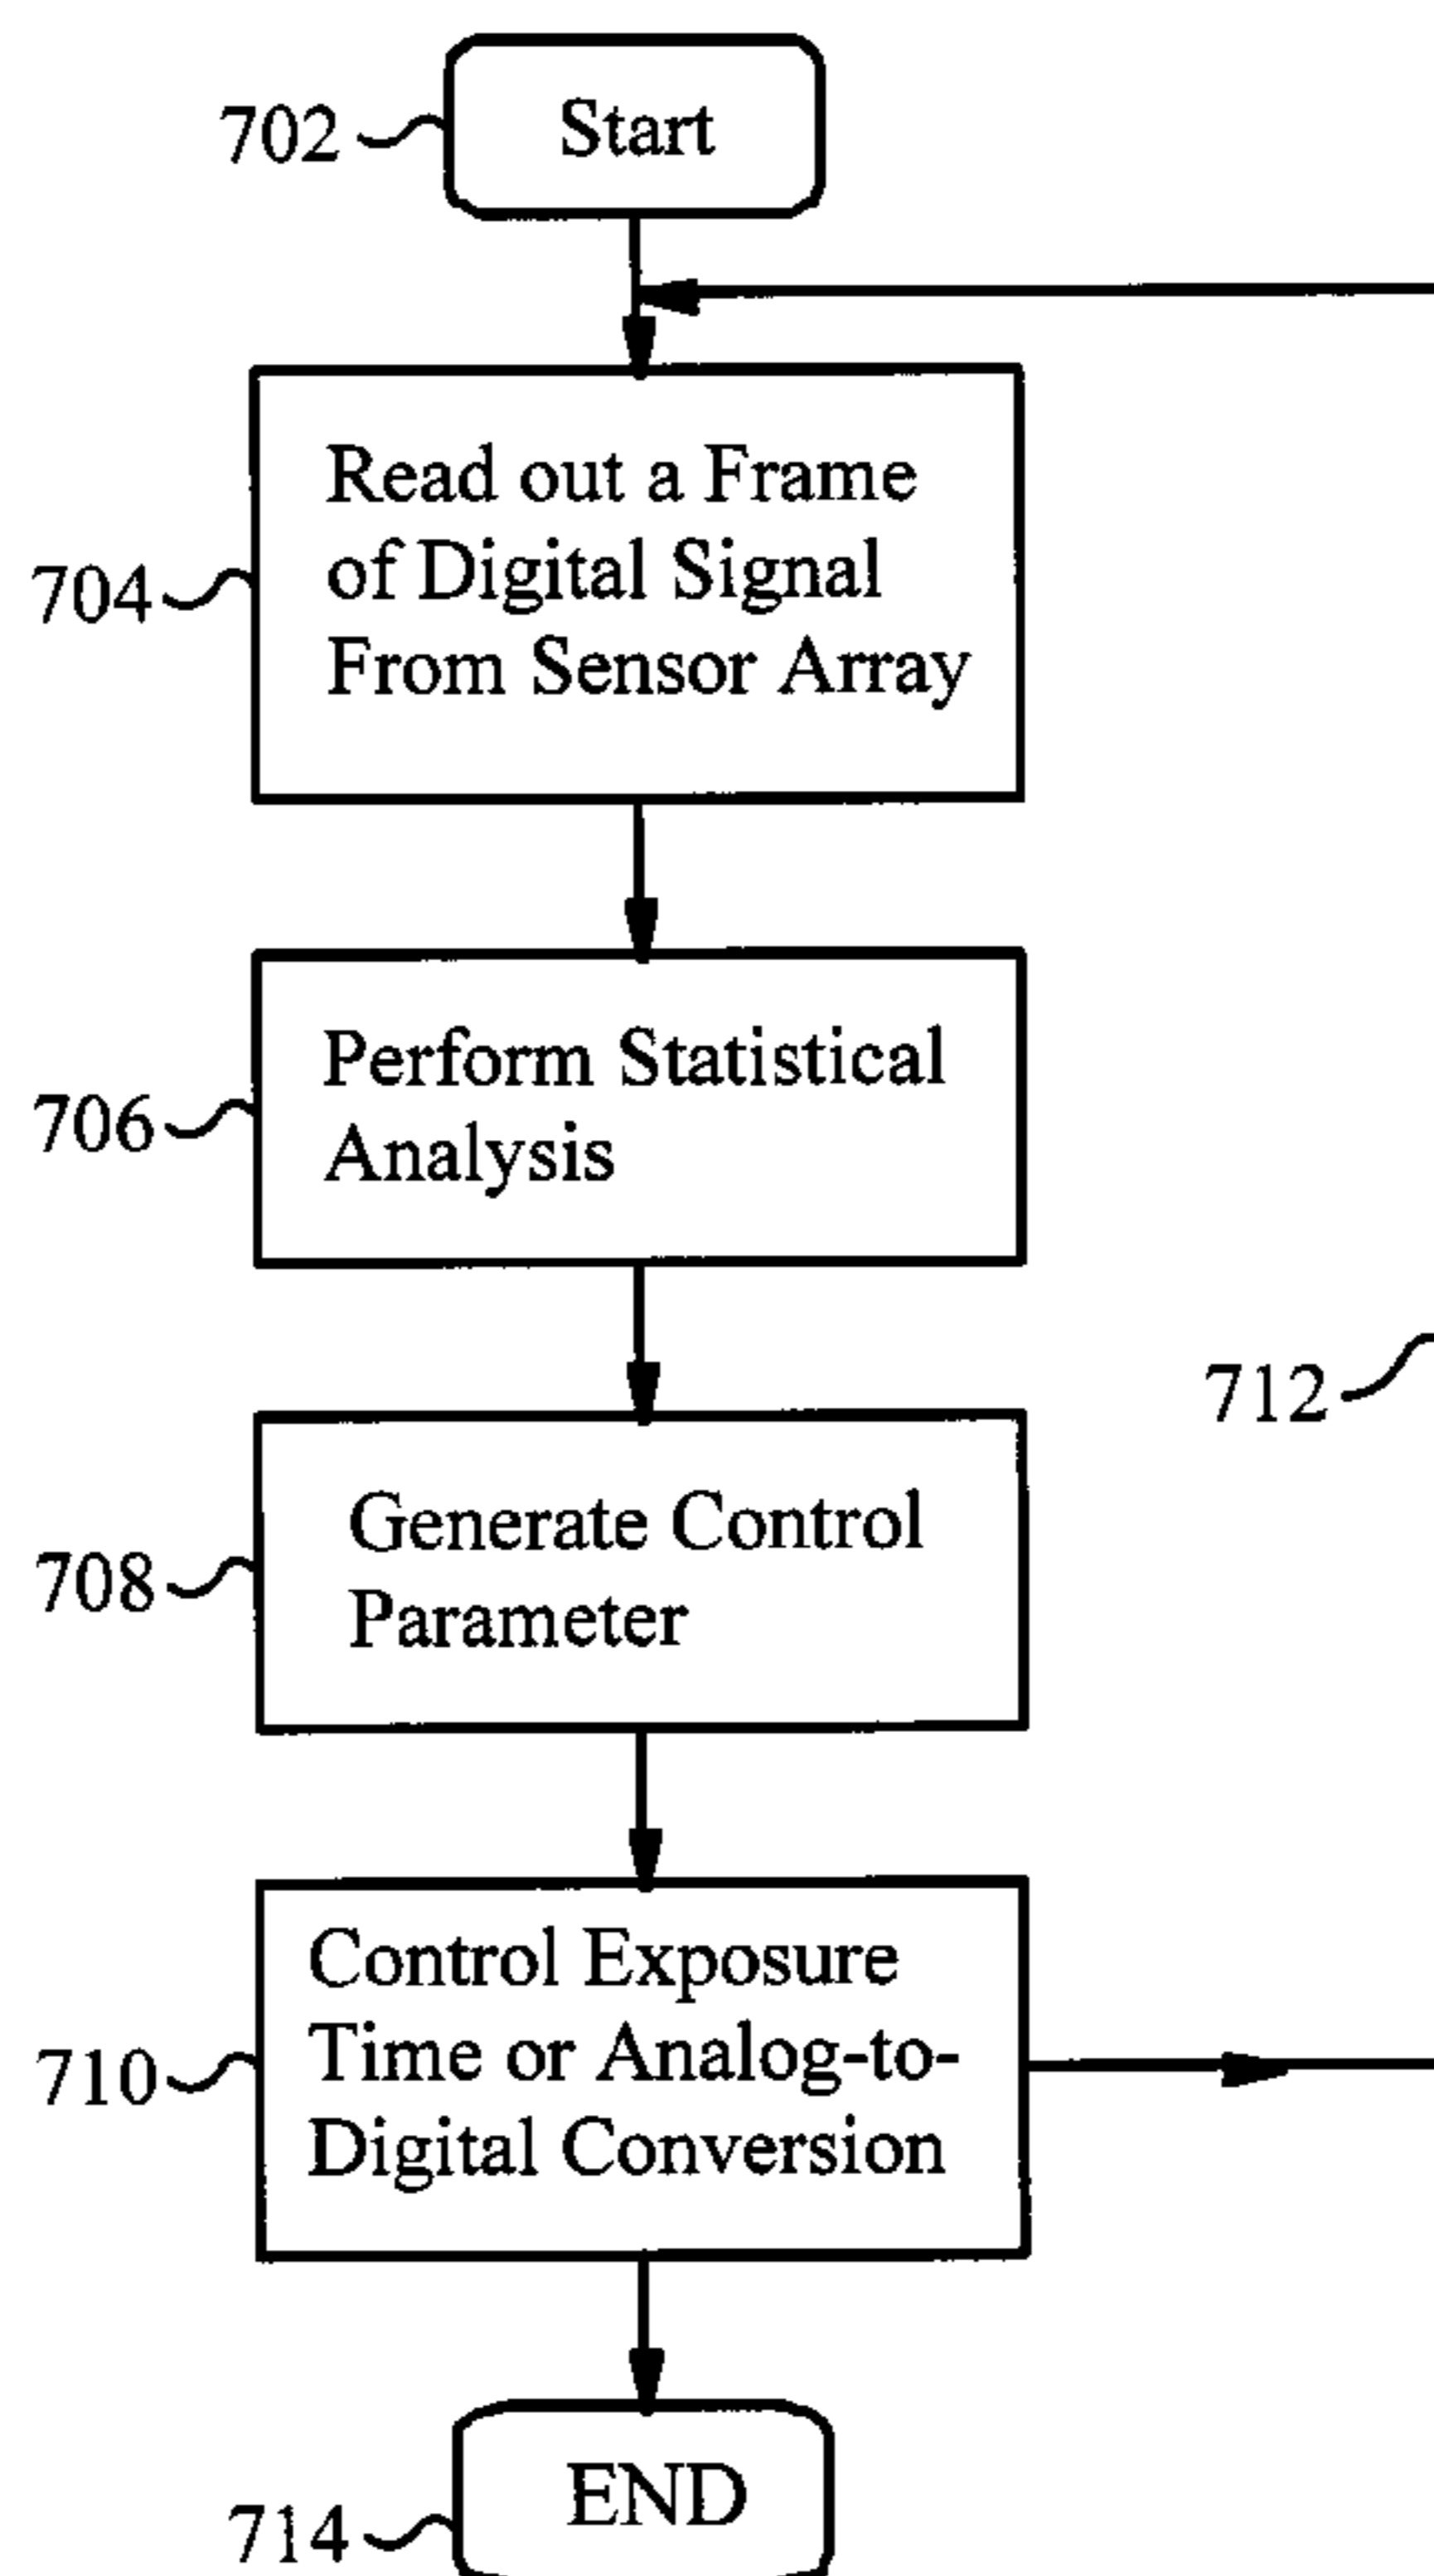 702
Start
704
Read out a Frame
of Digital Signal
From Sensor Array
706
Perform Statistical
Analysis
712
708
Generate Control
Parameter
710
Control Exposure
Time or Analog-to-
Digital Conversion
714
END